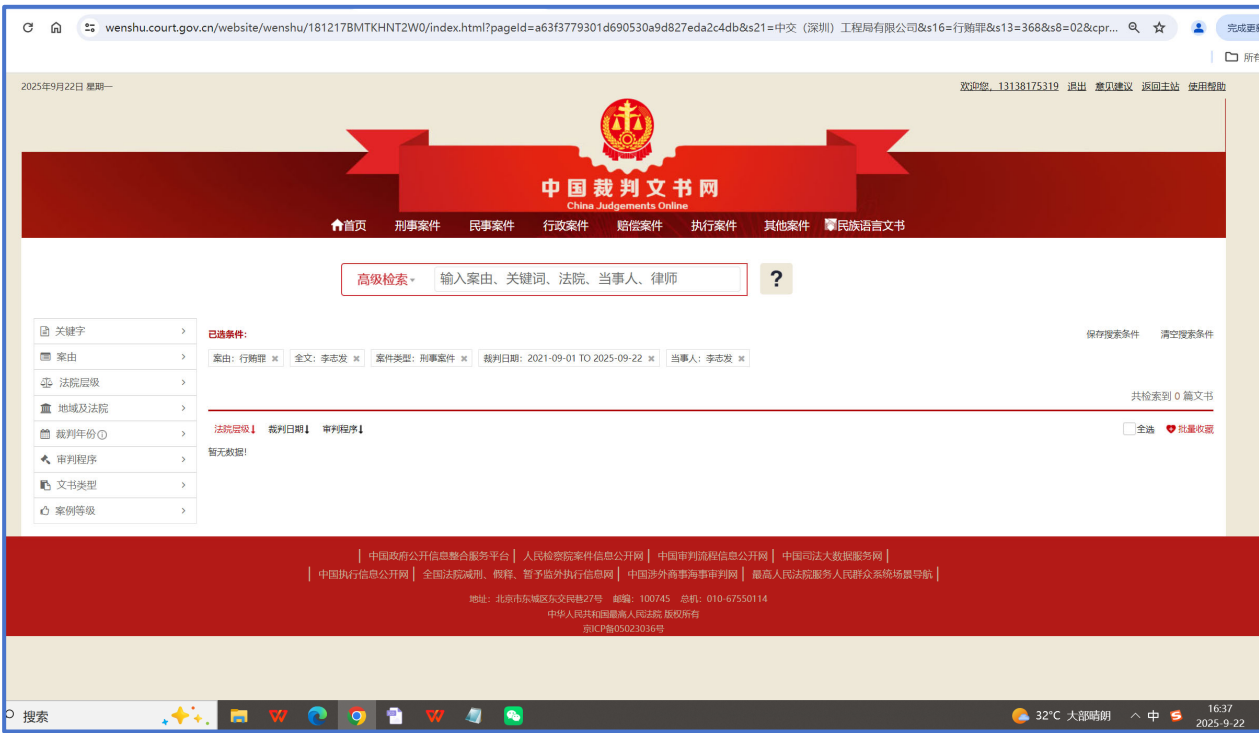 wenshu.court.gov.cn/website/wenshu/181217BMTKHNT2W0/index.html?pageId=a63f3779301d690530a9d827eda2c4db&s21=中交（深圳）工程局有限公司&s16=行贿罪&s13=368&s8=02&cpr...
完成更新
所有
2025年9月22日 星期一
欢迎您，13138175319 退出 意见建议 返回主站 使用帮助
中国裁判文书网
China Judgements Online
首页 刑事案件 民事案件 行政案件 赔偿案件 执行案件 其他案件 民族语言文书
高级检索 输入案由、关键词、法院、当事人、律师 ?
关键字
案由
法院层级
地域及法院
裁判年份
审判程序
文书类型
案例等级
已选条件: 保存搜索条件 清空搜索条件
案由：行贿罪 全文：李志发 案件类型：刑事案件 裁判日期：2021-09-01 TO 2025-09-22 当事人：李志发
共检索到 0 篇文书
法院层级 裁判日期 审判程序 全选 批量收藏
暂无数据!
中国政府公开信息整合服务平台 | 人民检察院案件信息公开网 | 中国审判流程信息公开网 | 中国司法大数据服务网 |
中国执行信息公开网 | 全国法院减刑、假释、暂予监外执行信息网 | 中国涉外商事海事审判网 | 最高人民法院服务人民群众系统场景导航 |
地址：北京市东城区东交民巷27号 邮编：100745 总机：010-67550114
中华人民共和国最高人民法院 版权所有
京ICP备05023036号
搜索
32°C 大部晴朗 中 16:37
2025-9-22